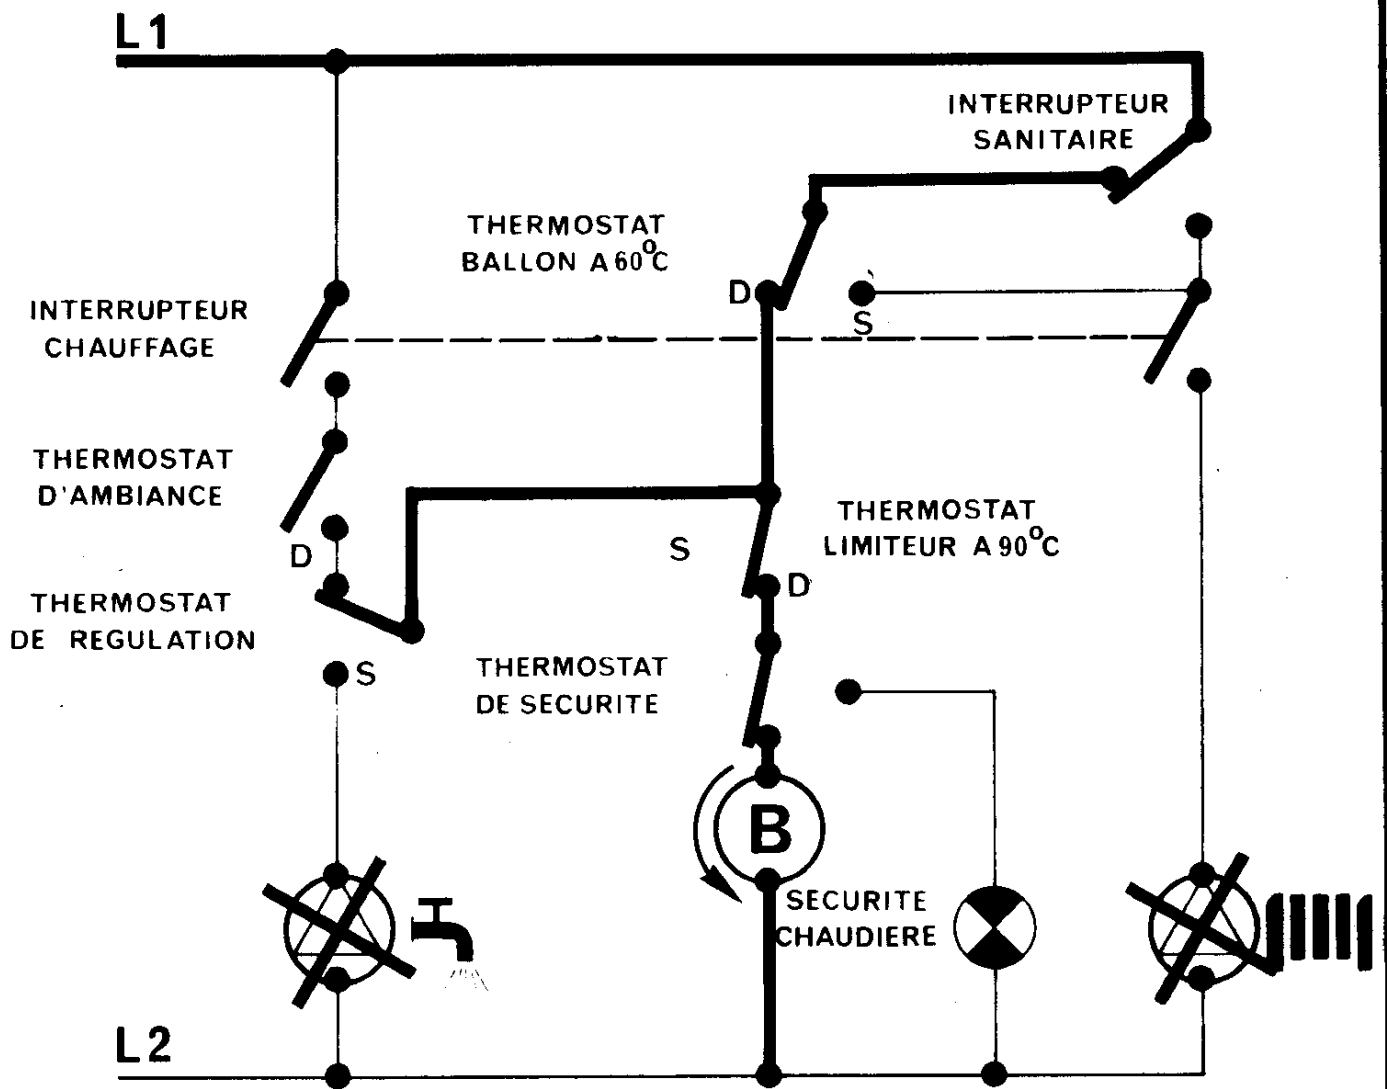 L1
INTERRUPTEUR
SANITAIRE
THERMOSTAT
BALLON A 60°C
D
S
INTERRUPTEUR
CHAUFFAGE
THERMOSTAT
D'AMBIANCE
D
THERMOSTAT
LIMITEUR A 90°C
S
D
THERMOSTAT
DE REGULATION
S
THERMOSTAT
DE SECURITE
B
SECURITE
CHAUDIERE
L2